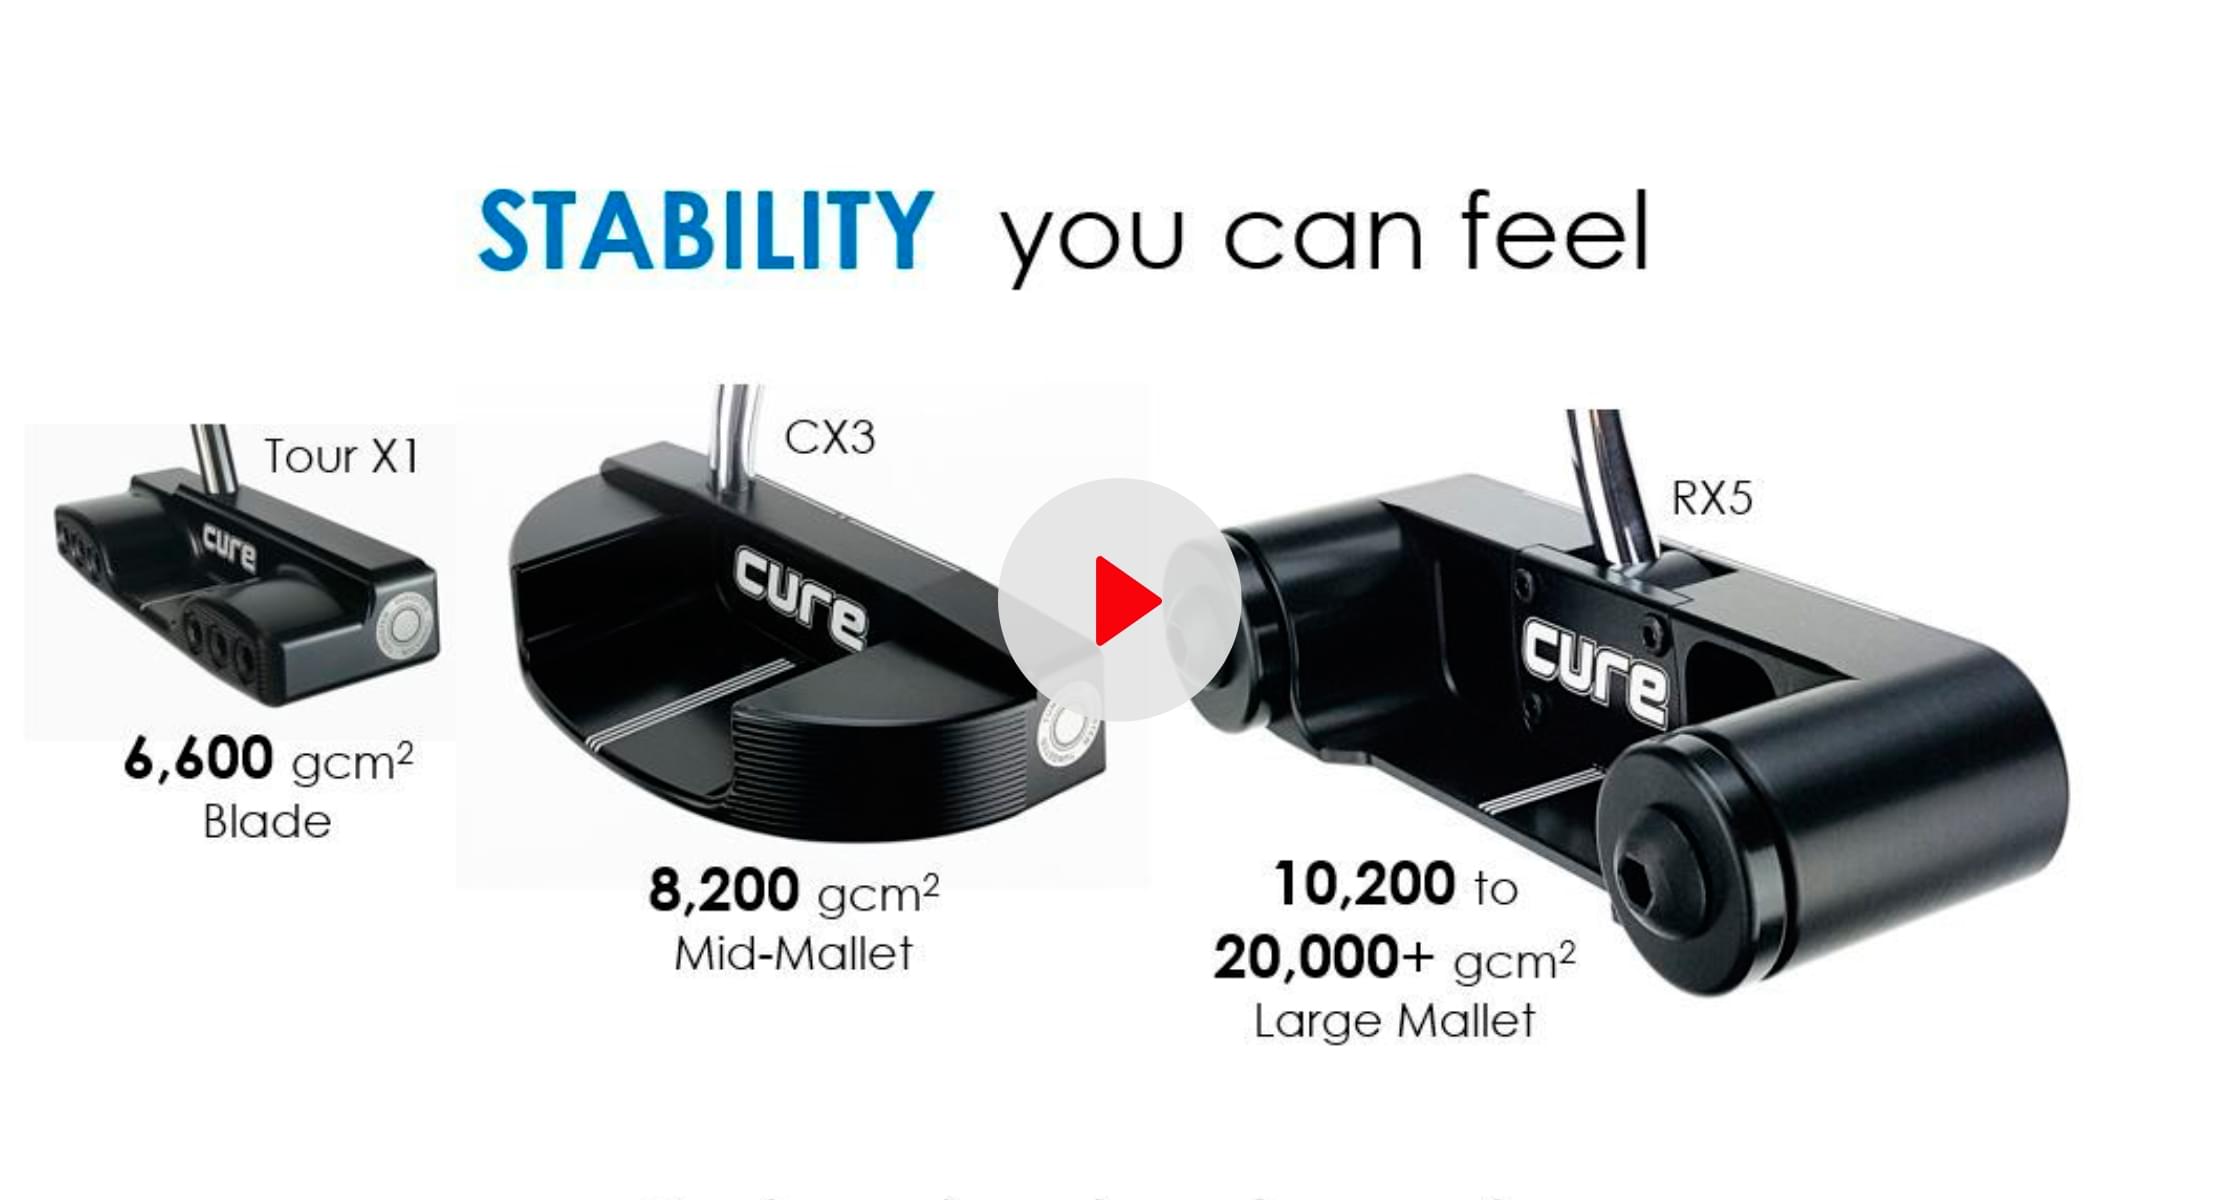 STABILITY you can feel
Tour X1
cure
6,600 gcm²
Blade
CX3
cure
8,200 gcm²
Mid-Mallet
RX5
cure
10,200 to
20,000+ gcm²
Large Mallet